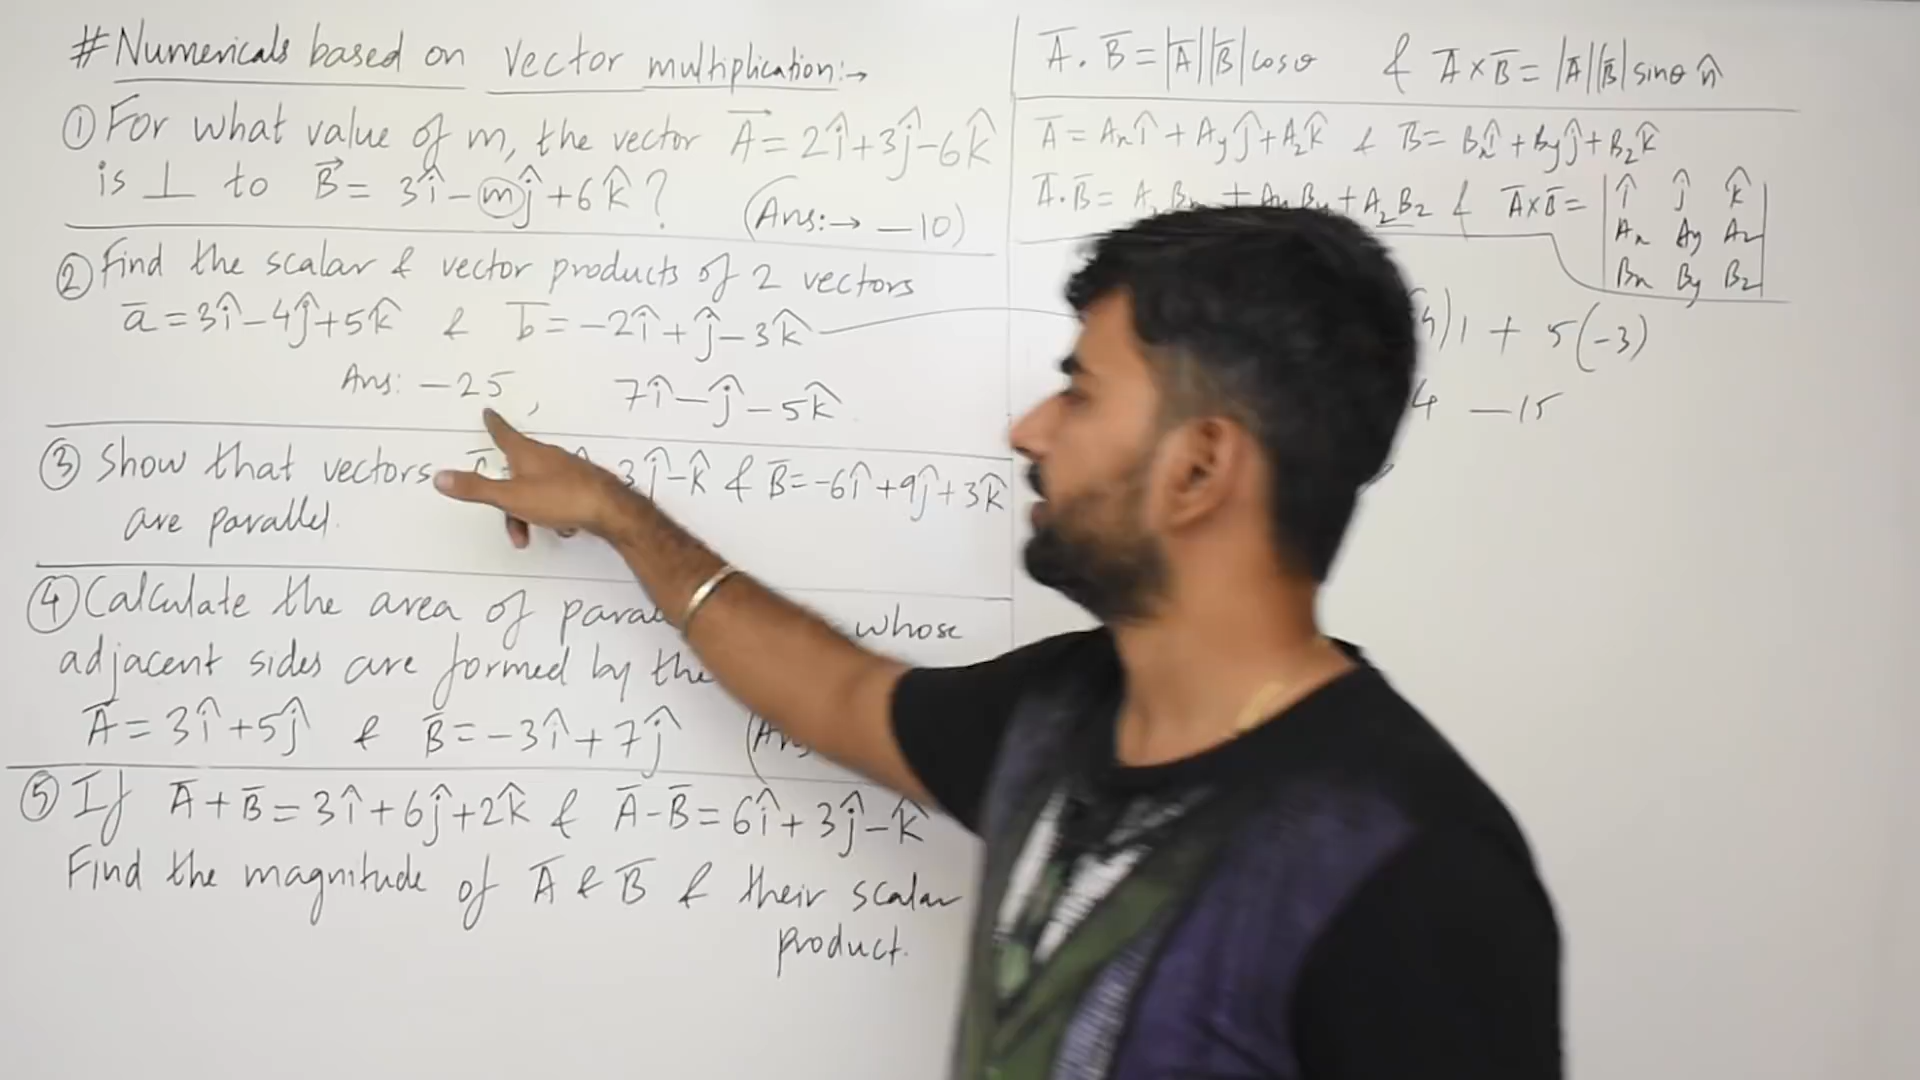 #Numericals based on vector multiplication:→
① For what value of m, the vector A⃗ = 2î+3ĵ-6k̂
is ⊥ to B⃗ = 3î-mĵ+6k̂?
(Ans:→ -10)
② Find the scalar & vector products of 2 vectors
a̅ = 3î-4ĵ+5k̂ & b̅ = -2î+ĵ-3k̂
Ans: -25, 7î-ĵ-5k̂
③ Show that vectors 3ĵ-k̂ & B̅ = -6î+9ĵ+3k̂
are parallel.
④ Calculate the area of whose
adjacent sides are formed by the
A̅ = 3î+5ĵ & B̅ = -3î+7ĵ (Ans
⑤ If A̅+B̅ = 3î+6ĵ+2k̂ & A̅-B̅ = 6î+3ĵ-k̂
Find the magnitude of A̅ & B̅ & their scalar
product.
A̅.B̅ = |A̅||B̅|cosθ & A̅×B̅ = |A̅||B̅|sinθ n̂
A̅ = Axî+Ayĵ+Azk̂ & B̅ = Bxî+Byĵ+Bzk̂
A̅.B̅ = + AzBz & A̅×B̅ = | î ĵ k̂ |
Ax Ay Az
Bx By Bz
)1 + 5(-3)
4 -15